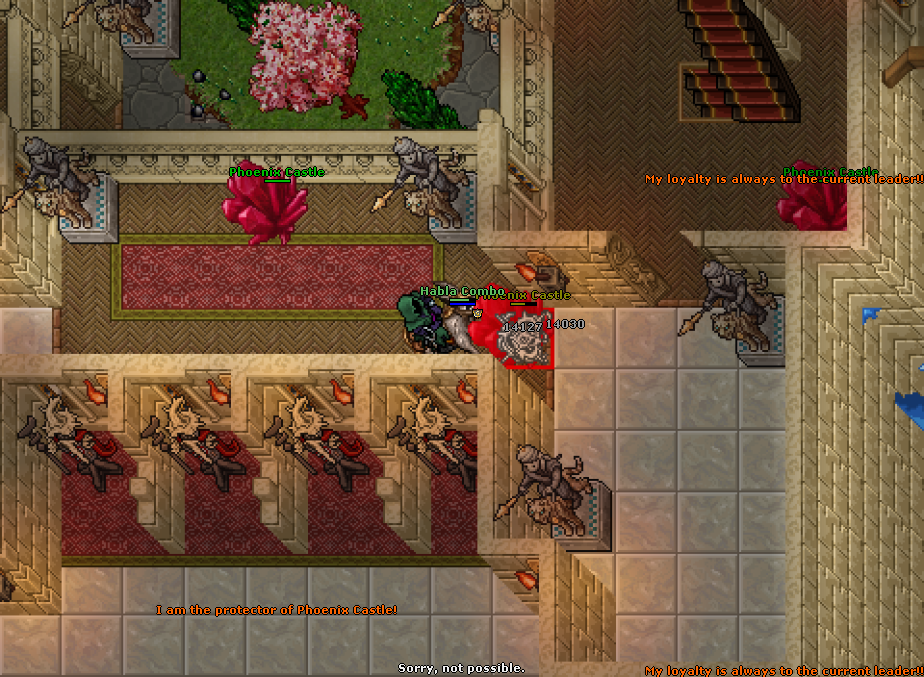 Phoenix Castle
Phoenix Castle
My loyalty is always to the current leader!!
Habla Combo
Phoenix Castle
14127 14030
I am the protector of Phoenix Castle!
Sorry, not possible.
My loyalty is always to the current leader!!